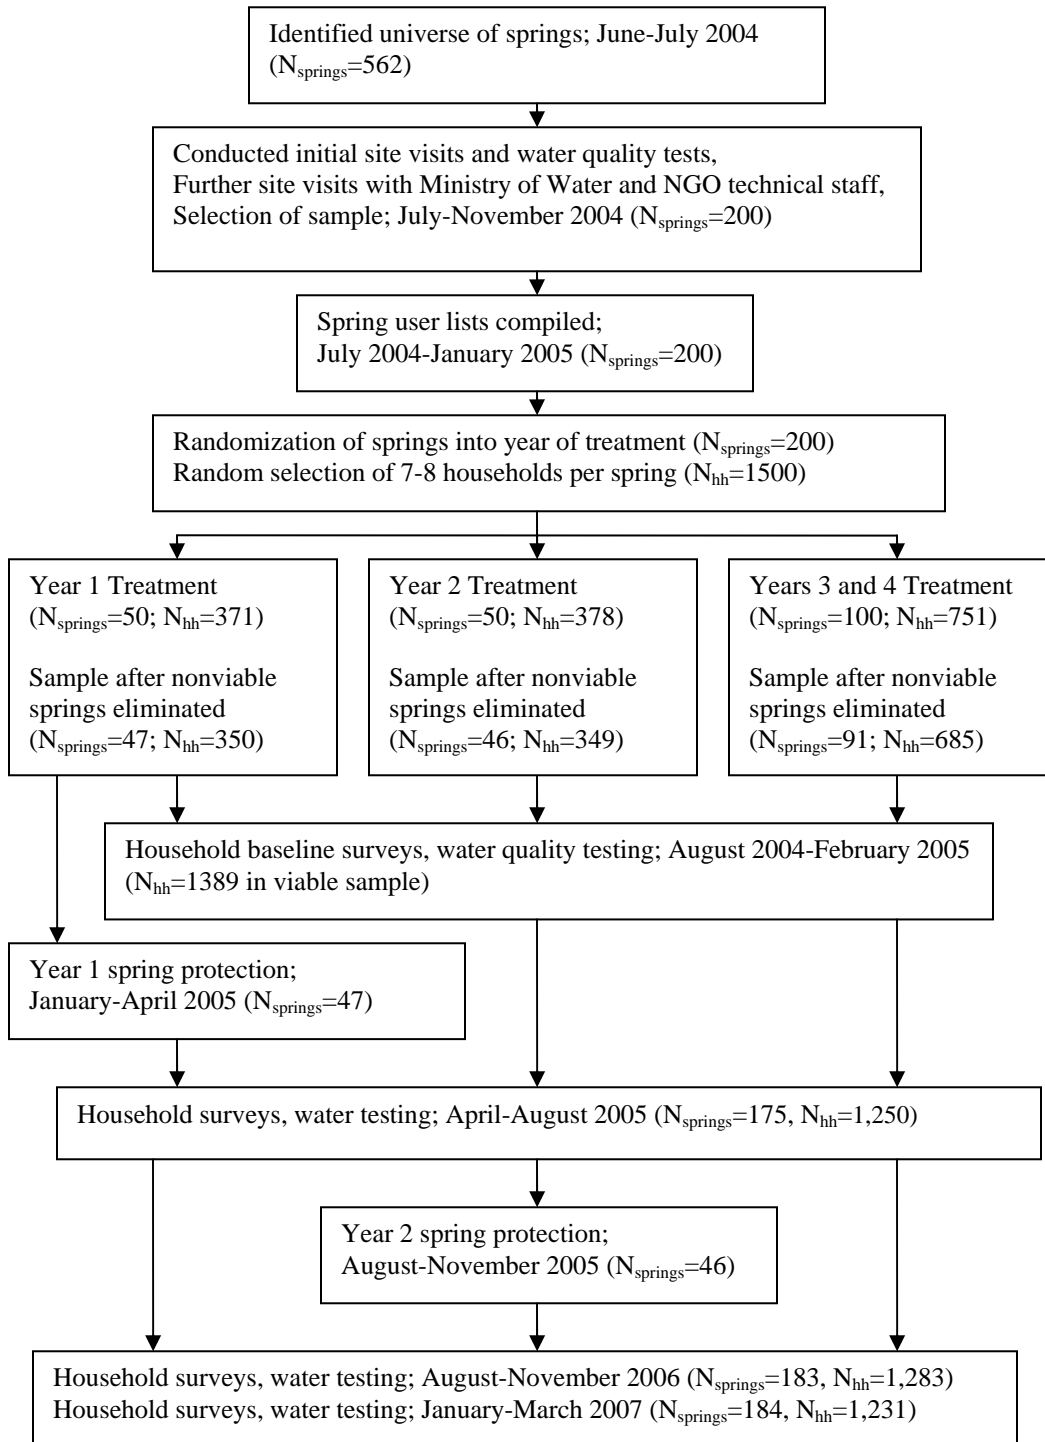 Identified universe of springs; June-July 2004
(Nsprings=562)
Conducted initial site visits and water quality tests,
Further site visits with Ministry of Water and NGO technical staff,
Selection of sample; July-November 2004 (Nsprings=200)
Spring user lists compiled;
July 2004-January 2005 (Nsprings=200)
Randomization of springs into year of treatment (Nsprings=200)
Random selection of 7-8 households per spring (Nhh=1500)
Year 1 Treatment
(Nsprings=50; Nhh=371)
Sample after nonviable
springs eliminated
(Nsprings=47; Nhh=350)
Year 2 Treatment
(Nsprings=50; Nhh=378)
Sample after nonviable
springs eliminated
(Nsprings=46; Nhh=349)
Years 3 and 4 Treatment
(Nsprings=100; Nhh=751)
Sample after nonviable
springs eliminated
(Nsprings=91; Nhh=685)
Household baseline surveys, water quality testing; August 2004-February 2005
(Nhh=1389 in viable sample)
Year 1 spring protection;
January-April 2005 (Nsprings=47)
Household surveys, water testing; April-August 2005 (Nsprings=175, Nhh=1,250)
Year 2 spring protection;
August-November 2005 (Nsprings=46)
Household surveys, water testing; August-November 2006 (Nsprings=183, Nhh=1,283)
Household surveys, water testing; January-March 2007 (Nsprings=184, Nhh=1,231)